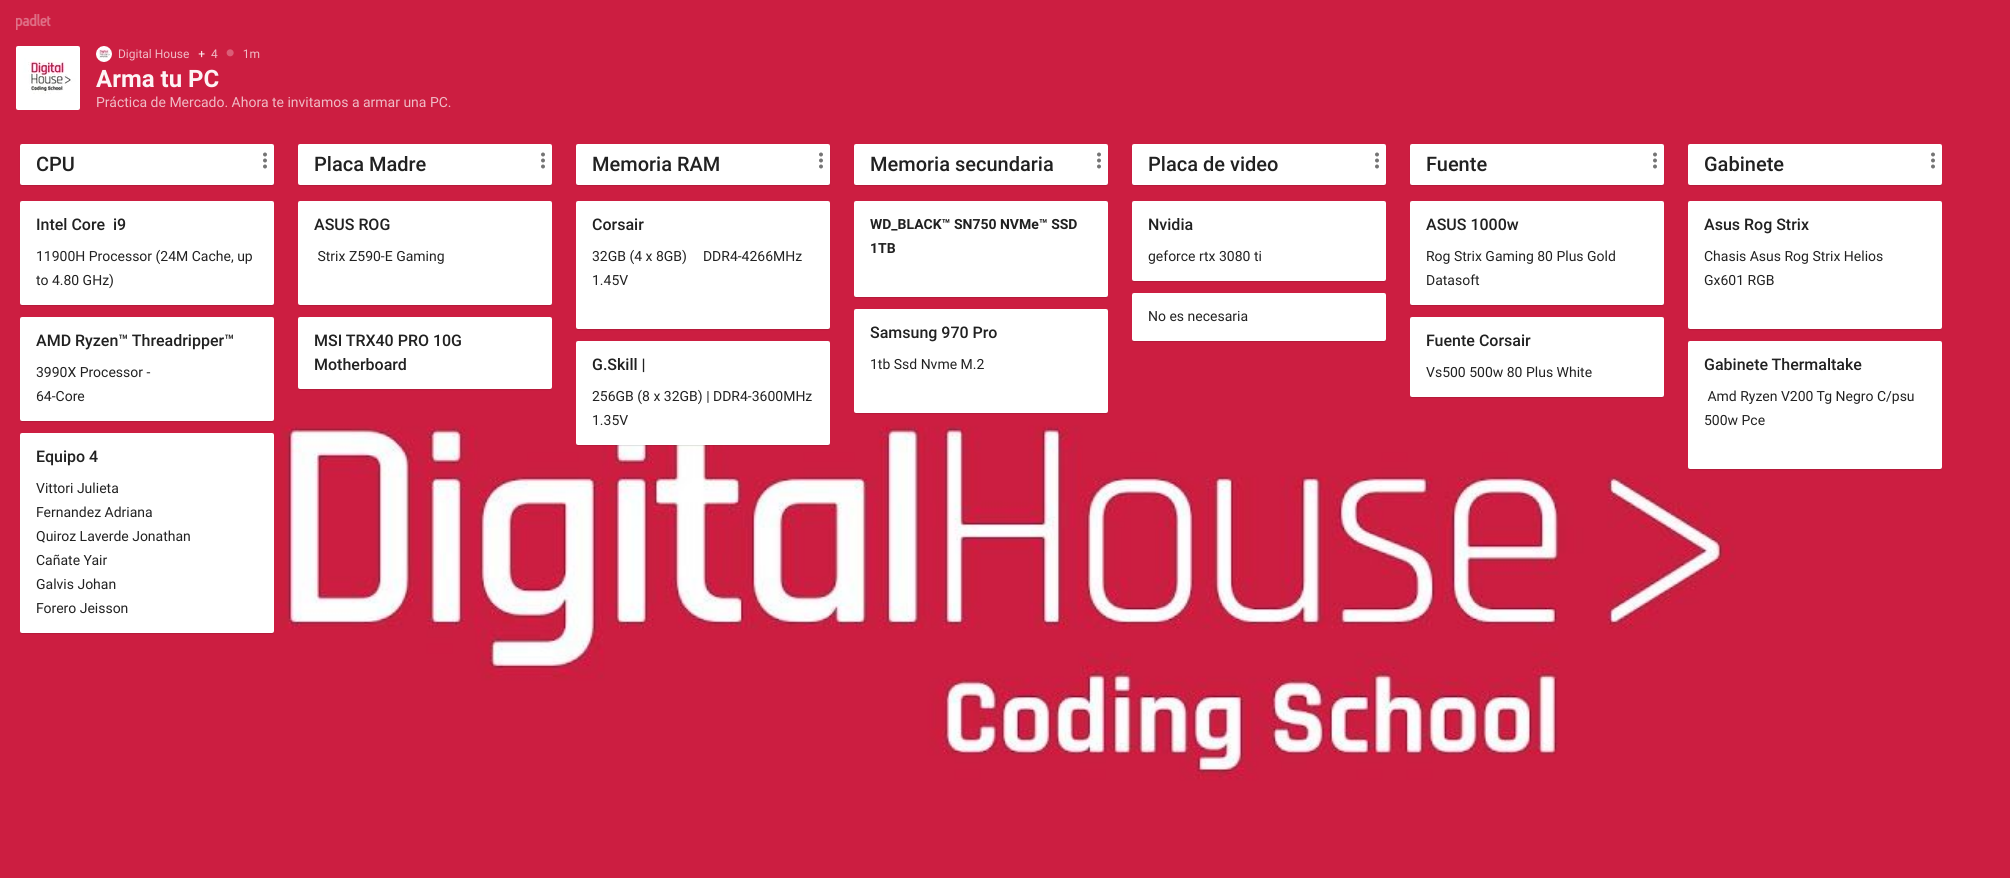 padlet
Digital
House>
Coding School
Digital House + 4 1m
Arma tu PC
Práctica de Mercado. Ahora te invitamos a armar una PC.
CPU
Intel Core i9
11900H Processor (24M Cache, up
to 4.80 GHz)
AMD Ryzen™ Threadripper™
3990X Processor -
64-Core
Equipo 4
Vittori Julieta
Fernandez Adriana
Quiroz Laverde Jonathan
Cañate Yair
Galvis Johan
Forero Jeisson
Placa Madre
ASUS ROG
Strix Z590-E Gaming
MSI TRX40 PRO 10G
Motherboard
Memoria RAM
Corsair
32GB (4 x 8GB) DDR4-4266MHz
1.45V
G.Skill |
256GB (8 x 32GB) | DDR4-3600MHz
1.35V
Memoria secundaria
WD_BLACK™ SN750 NVMe™ SSD
1TB
Samsung 970 Pro
1tb Ssd Nvme M.2
Placa de video
Nvidia
geforce rtx 3080 ti
No es necesaria
Fuente
ASUS 1000w
Rog Strix Gaming 80 Plus Gold
Datasoft
Fuente Corsair
Vs500 500w 80 Plus White
Gabinete
Asus Rog Strix
Chasis Asus Rog Strix Helios
Gx601 RGB
Gabinete Thermaltake
Amd Ryzen V200 Tg Negro C/psu
500w Pce
DigitalHouse>
Coding School